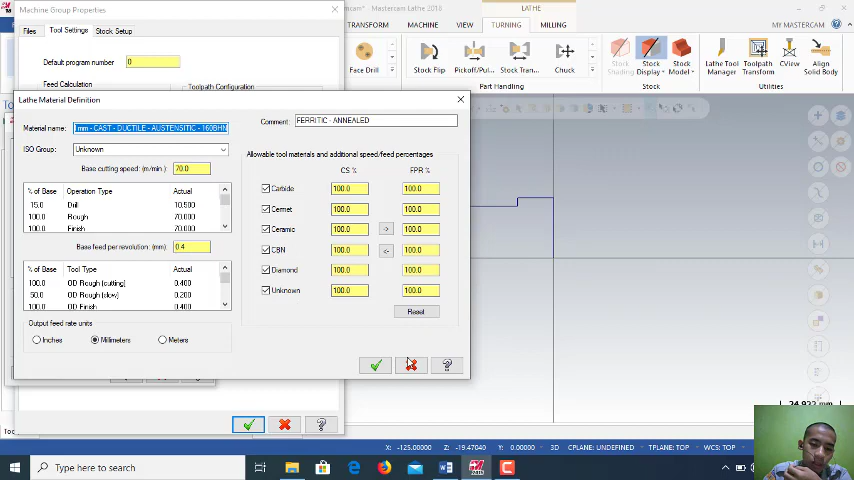 Machine Group Properties
cam* - Mastercam Lathe 2018
LATHE
TRANSFORM MACHINE VIEW TURNING MILLING
MY MASTERCAM
Files Tool Settings Stock Setup
Default program number 0
Feed Calculation Toolpath Configuration
Face Drill
Stock Flip
Pickoff/Pul...
Stock Tran...
Chuck
Stock Shading
Stock Display
Stock Model
Lathe Tool Manager
Toolpath Transform
CView
Align Solid Body
Part Handling Stock Utilities
Lathe Material Definition
Material name: mm - CAST - DUCTILE - AUSTENSITIC - 160BHN
Comment: FERRITIC - ANNEALED
ISO Group: Unknown
Base cutting speed: (m/min ) 70.0
% of Base Operation Type Actual
15.0 Drill 10.500
100.0 Rough 70.000
100.0 Finish 70.000
Base feed per revolution: (mm) 0.4
% of Base Tool Type Actual
100.0 OD Rough (cutting) 0.400
50.0 OD Rough (slow) 0.200
100.0 OD Finish 0.400
Output feed rate units
Inches Millimeters Meters
Allowable tool materials and additional speed/feed percentages
CS % FPR %
Carbide 100.0 100.0
Cermet 100.0 100.0
Ceramic 100.0 -> 100.0
CBN 100.0 <- 100.0
Diamond 100.0 100.0
Unknown 100.0 100.0
Reset
24.922 mm
X: -125.00000 Z: -19.47040 Y: 0.00000 3D CPLANE: UNDEFINED TPLANE: TOP WCS: TOP
Type here to search